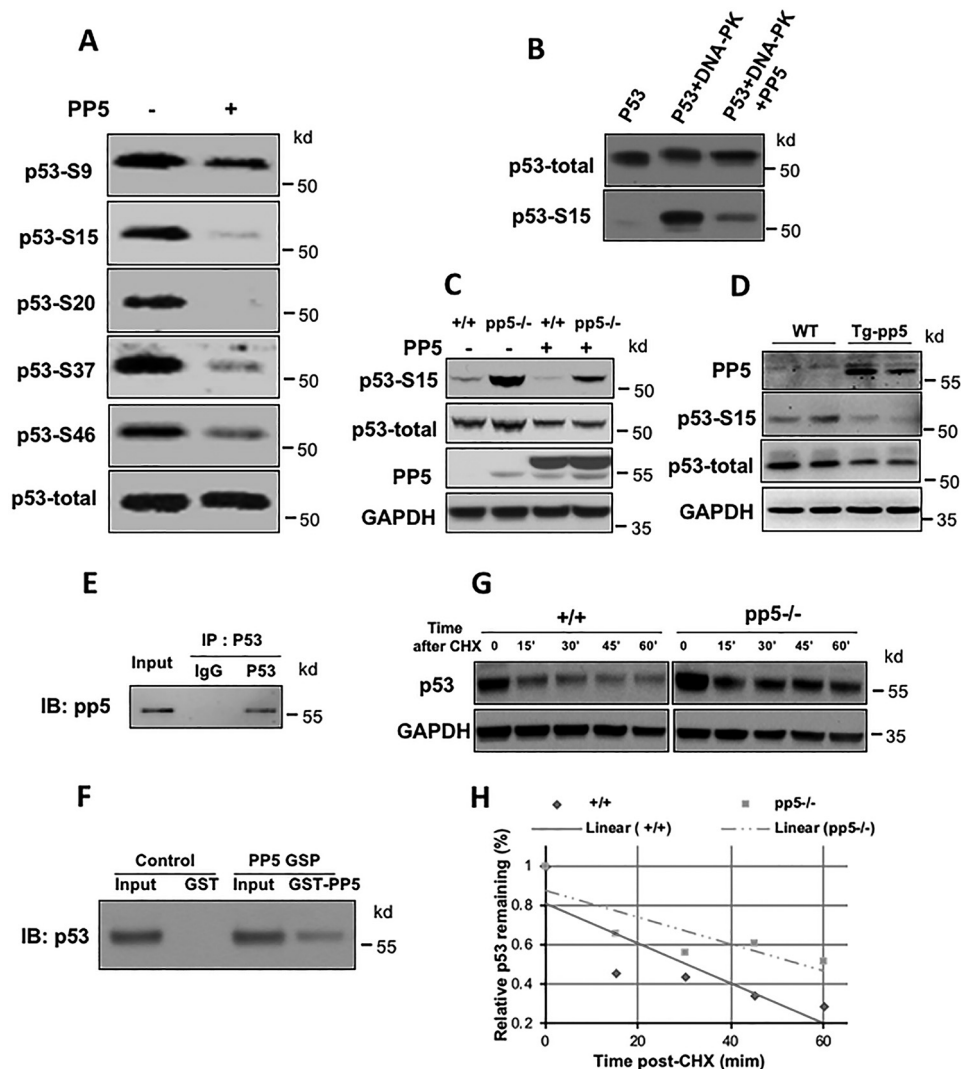 A
PP5 - +
kd
p53-S9
50
p53-S15
50
p53-S20
50
p53-S37
50
p53-S46
50
p53-total
50
B
P53 P53+DNA-PK P53+DNA-PK +PP5
kd
p53-total
50
p53-S15
50
C
+/+ pp5-/- +/+ pp5-/-
PP5 - - + + kd
p53-S15
50
p53-total
50
PP5
55
GAPDH
35
D
WT Tg-pp5
kd
PP5
55
p53-S15
50
p53-total
50
GAPDH
35
E
IP : P53
Input IgG P53 kd
IB: pp5
55
F
Control PP5 GSP
Input GST Input GST-PP5
kd
IB: p53
55
G
+/+ pp5-/-
Time
after CHX 0 15' 30' 45' 60' 0 15' 30' 45' 60'
kd
p53
55
GAPDH
35
H
+/+ pp5-/-
Linear ( +/+) Linear (pp5-/-)
Relative p53 remaining (%)
1
0.8
0.6
0.4
0.2
0 20 40 60
Time post-CHX (mim)